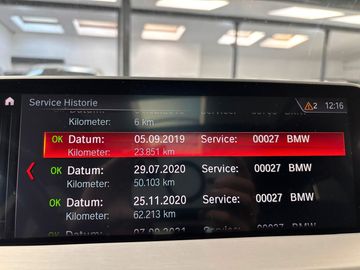 Service Historie
2
12:16
Kilometer:
6 km
OK Datum: 05.09.2019 Service: 00027 BMW
Kilometer: 23.851 km
OK Datum: 29.07.2020 Service: 00027 BMW
Kilometer: 50.103 km
OK Datum: 25.11.2020 Service: 00027 BMW
Kilometer: 62.213 km